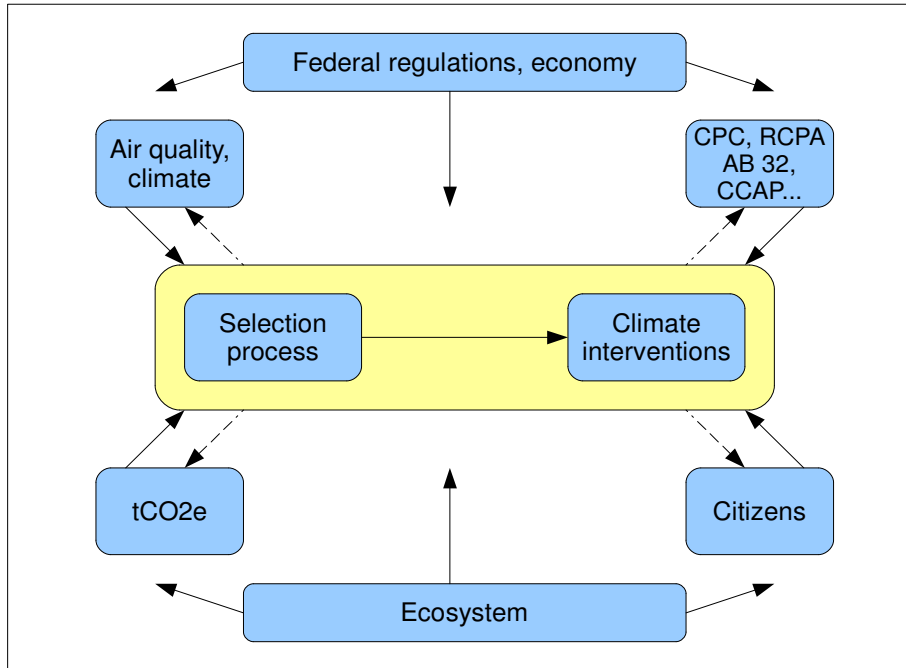 Federal regulations, economy
Air quality,
climate
CPC, RCPA
AB 32,
CCAP...
Selection
process
Climate
interventions
tCO2e
Citizens
Ecosystem